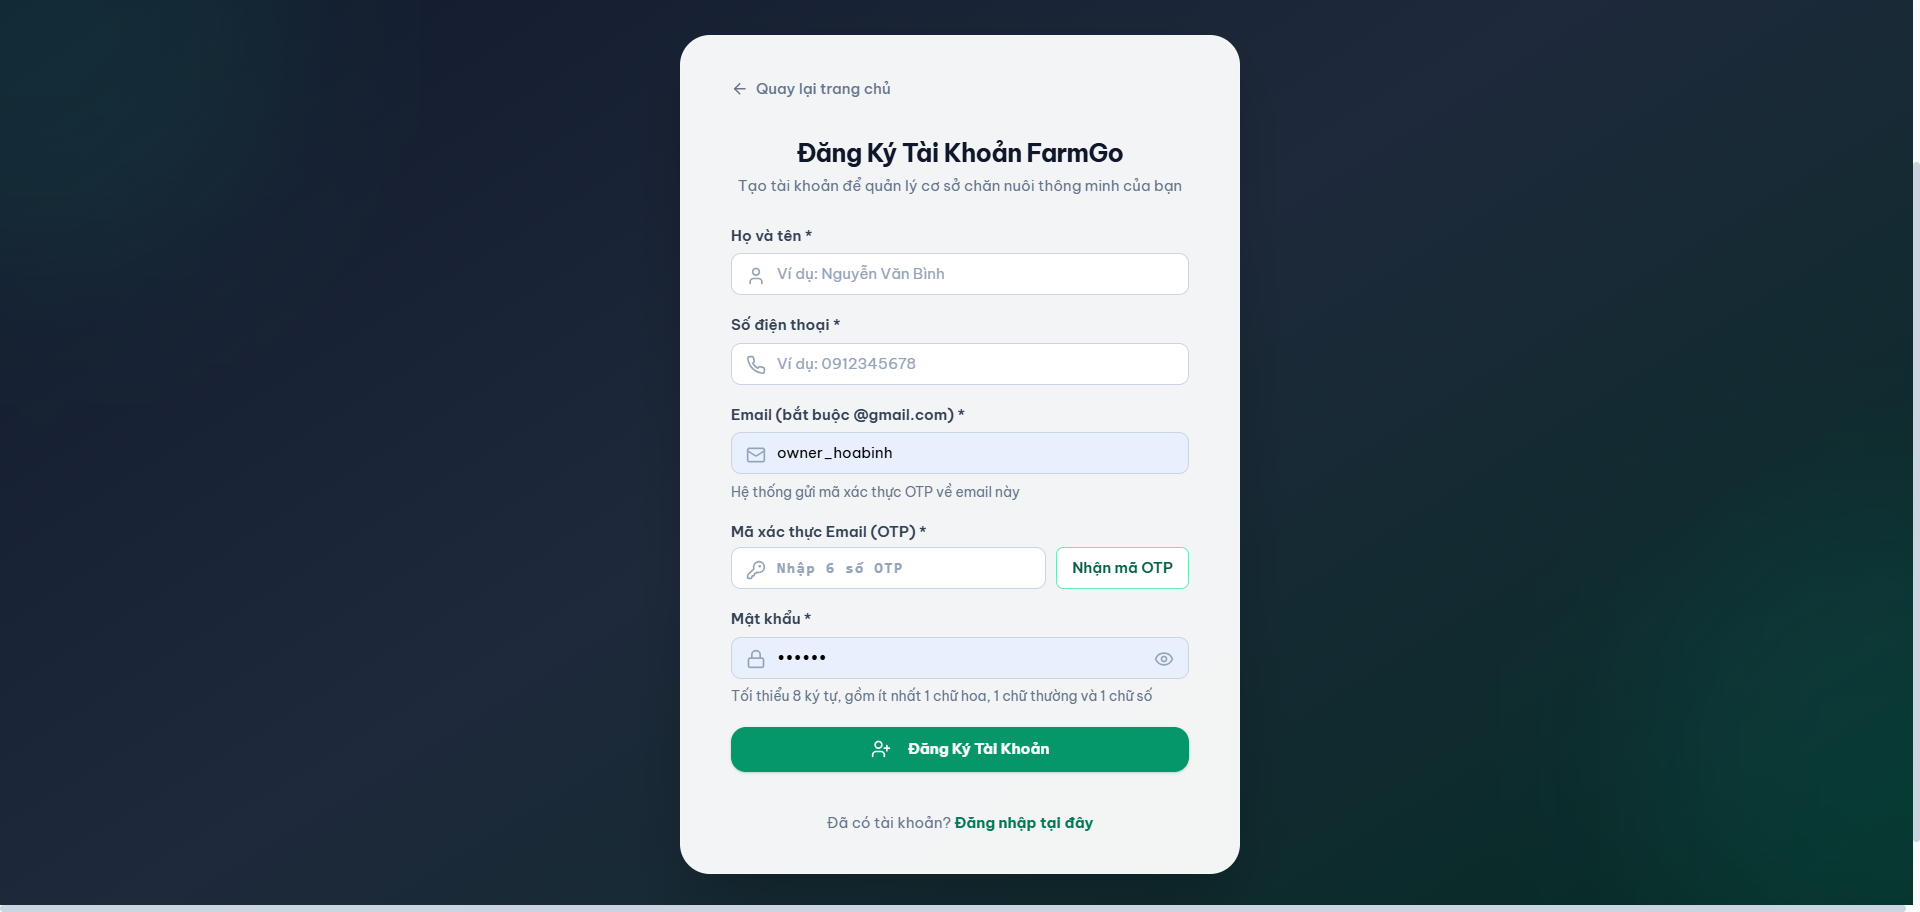 Quay lại trang chủ
Đăng Ký Tài Khoản FarmGo
Tạo tài khoản để quản lý cơ sở chăn nuôi thông minh của bạn
Họ và tên *
Ví dụ: Nguyễn Văn Bình
Số điện thoại *
Ví dụ: 0912345678
Email (bắt buộc @gmail.com) *
owner_hoabinh
Hệ thống gửi mã xác thực OTP về email này
Mã xác thực Email (OTP) *
Nhập 6 số OTP
Nhận mã OTP
Mật khẩu *
••••••
Tối thiểu 8 ký tự, gồm ít nhất 1 chữ hoa, 1 chữ thường và 1 chữ số
Đăng Ký Tài Khoản
Đã có tài khoản? Đăng nhập tại đây